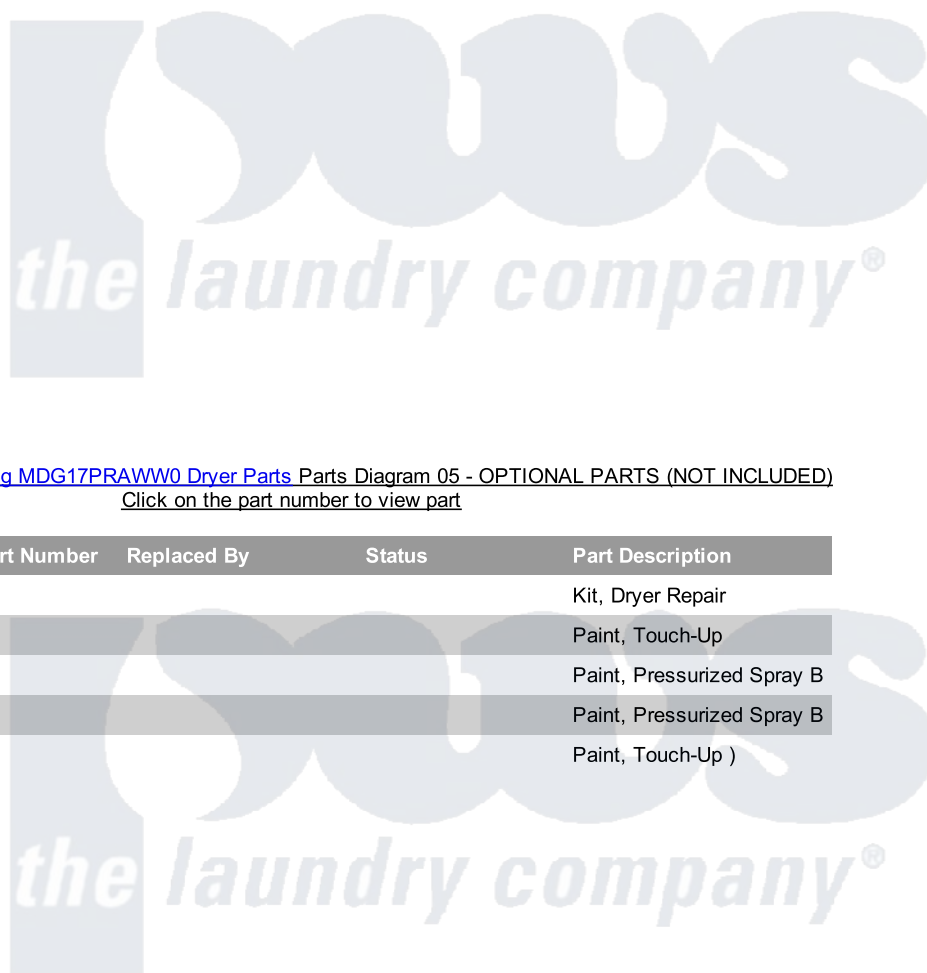 pws
the laundry company®
g MDG17PRAWW0 Dryer Parts Parts Diagram 05 - OPTIONAL PARTS (NOT INCLUDED)
Click on the part number to view part
rt Number Replaced By Status Part Description
Kit, Dryer Repair
Paint, Touch-Up
Paint, Pressurized Spray B
Paint, Pressurized Spray B
Paint, Touch-Up )
pws
the laundry company®